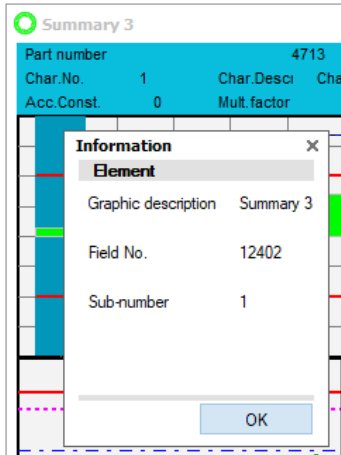 Summary 3
Part number 4713
Char.No. 1 Char.Descr Cha
Acc.Const. 0 Mult.factor
Information
Element
Graphic description Summary 3
Field No. 12402
Sub-number 1
OK